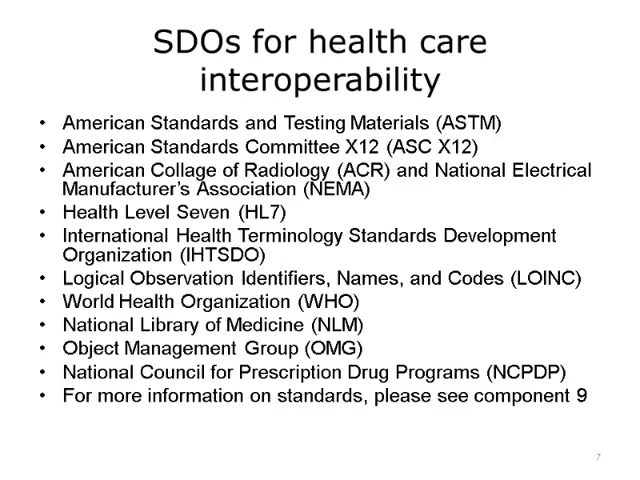 SDOs for health care
interoperability
• American Standards and Testing Materials (ASTM)
• American Standards Committee X12 (ASC X12)
• American Collage of Radiology (ACR) and National Electrical
Manufacturer's Association (NEMA)
• Health Level Seven (HL7)
• International Health Terminology Standards Development
Organization (IHTSDO)
• Logical Observation Identifiers, Names, and Codes (LOINC)
• World Health Organization (WHO)
• National Library of Medicine (NLM)
• Object Management Group (OMG)
• National Council for Prescription Drug Programs (NCPDP)
• For more information on standards, please see component 9
7